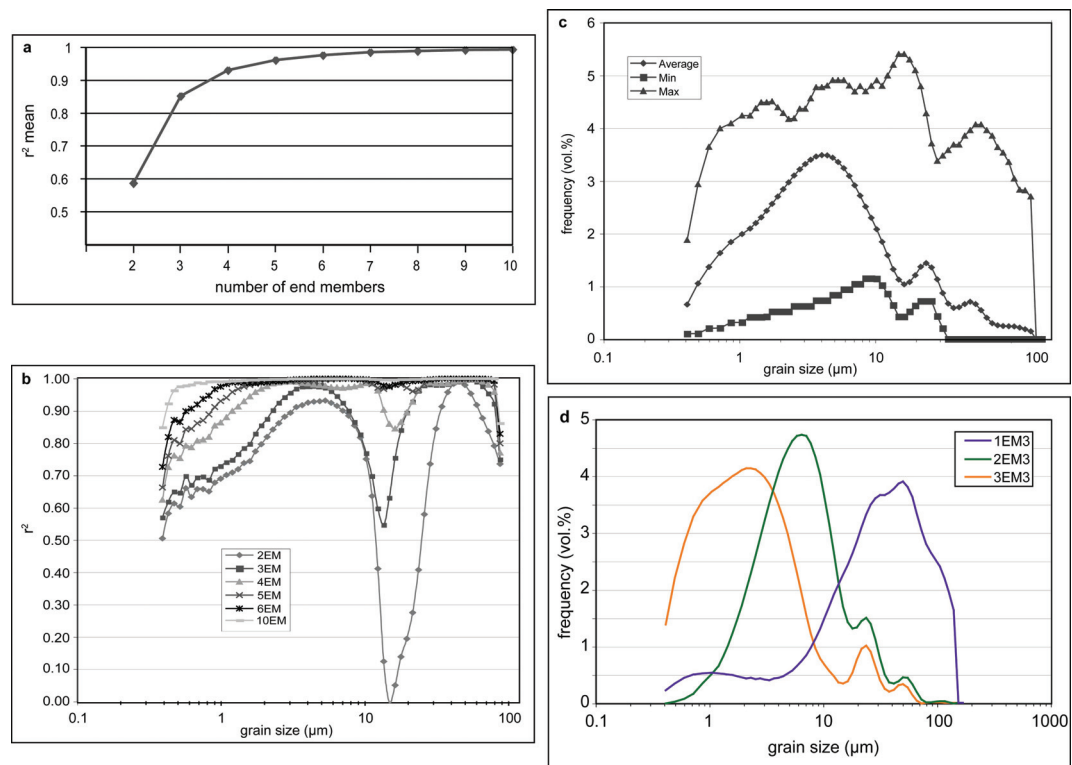 a
1
0.9
0.8
0.7
0.6
0.5
r² mean
2 3 4 5 6 7 8 9 10
number of end members
b
1.00
0.90
0.80
0.70
0.60
0.50
0.40
0.30
0.20
0.10
0.00
r²
2EM
3EM
4EM
5EM
6EM
10EM
0.1 1 10 100
grain size (µm)
c
6
5
4
3
2
1
0
frequency (vol.%)
Average
Min
Max
0.1 1 10 100
grain size (µm)
d
5
4
5
3
2
1
0
frequency (vol.%)
1EM3
2EM3
3EM3
0.1 1 10 100 1000
grain size (µm)